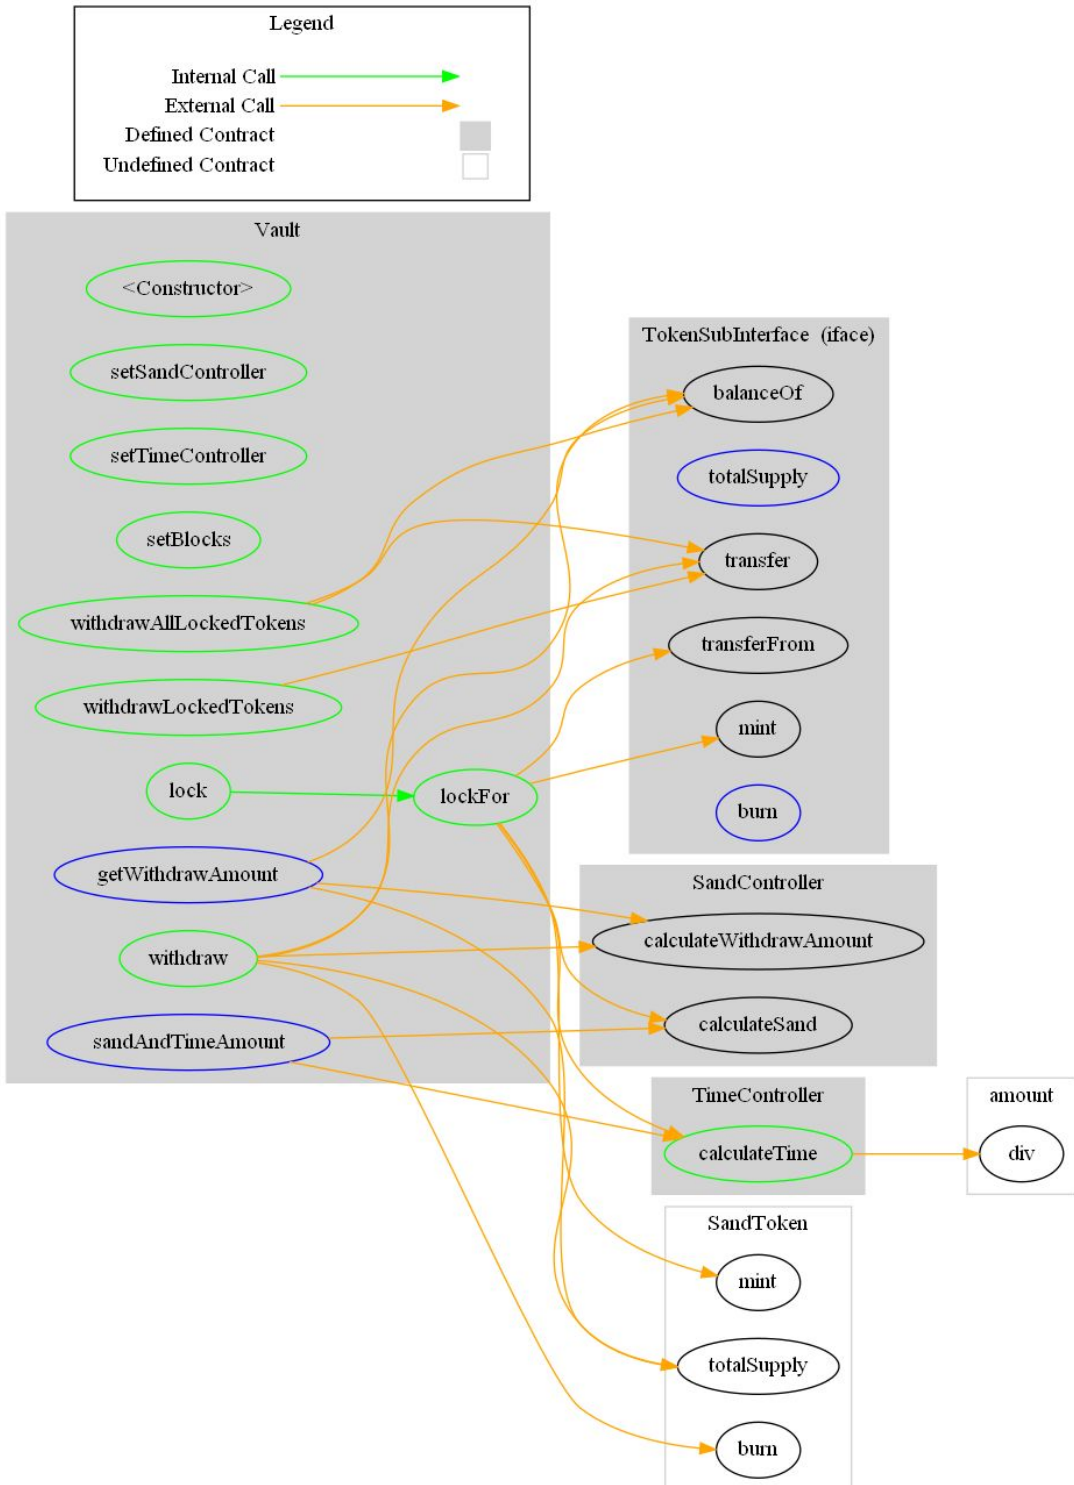 Legend
Internal Call
External Call
Defined Contract
Undefined Contract
Vault
<Constructor>
setSandController
setTimeController
setBlocks
withdrawAllLockedTokens
withdrawLockedTokens
lock
lockFor
getWithdrawAmount
withdraw
sandAndTimeAmount
TokenSubInterface (iface)
balanceOf
totalSupply
transfer
transferFrom
mint
burn
SandController
calculateWithdrawAmount
calculateSand
TimeController
calculateTime
amount
div
SandToken
mint
totalSupply
burn